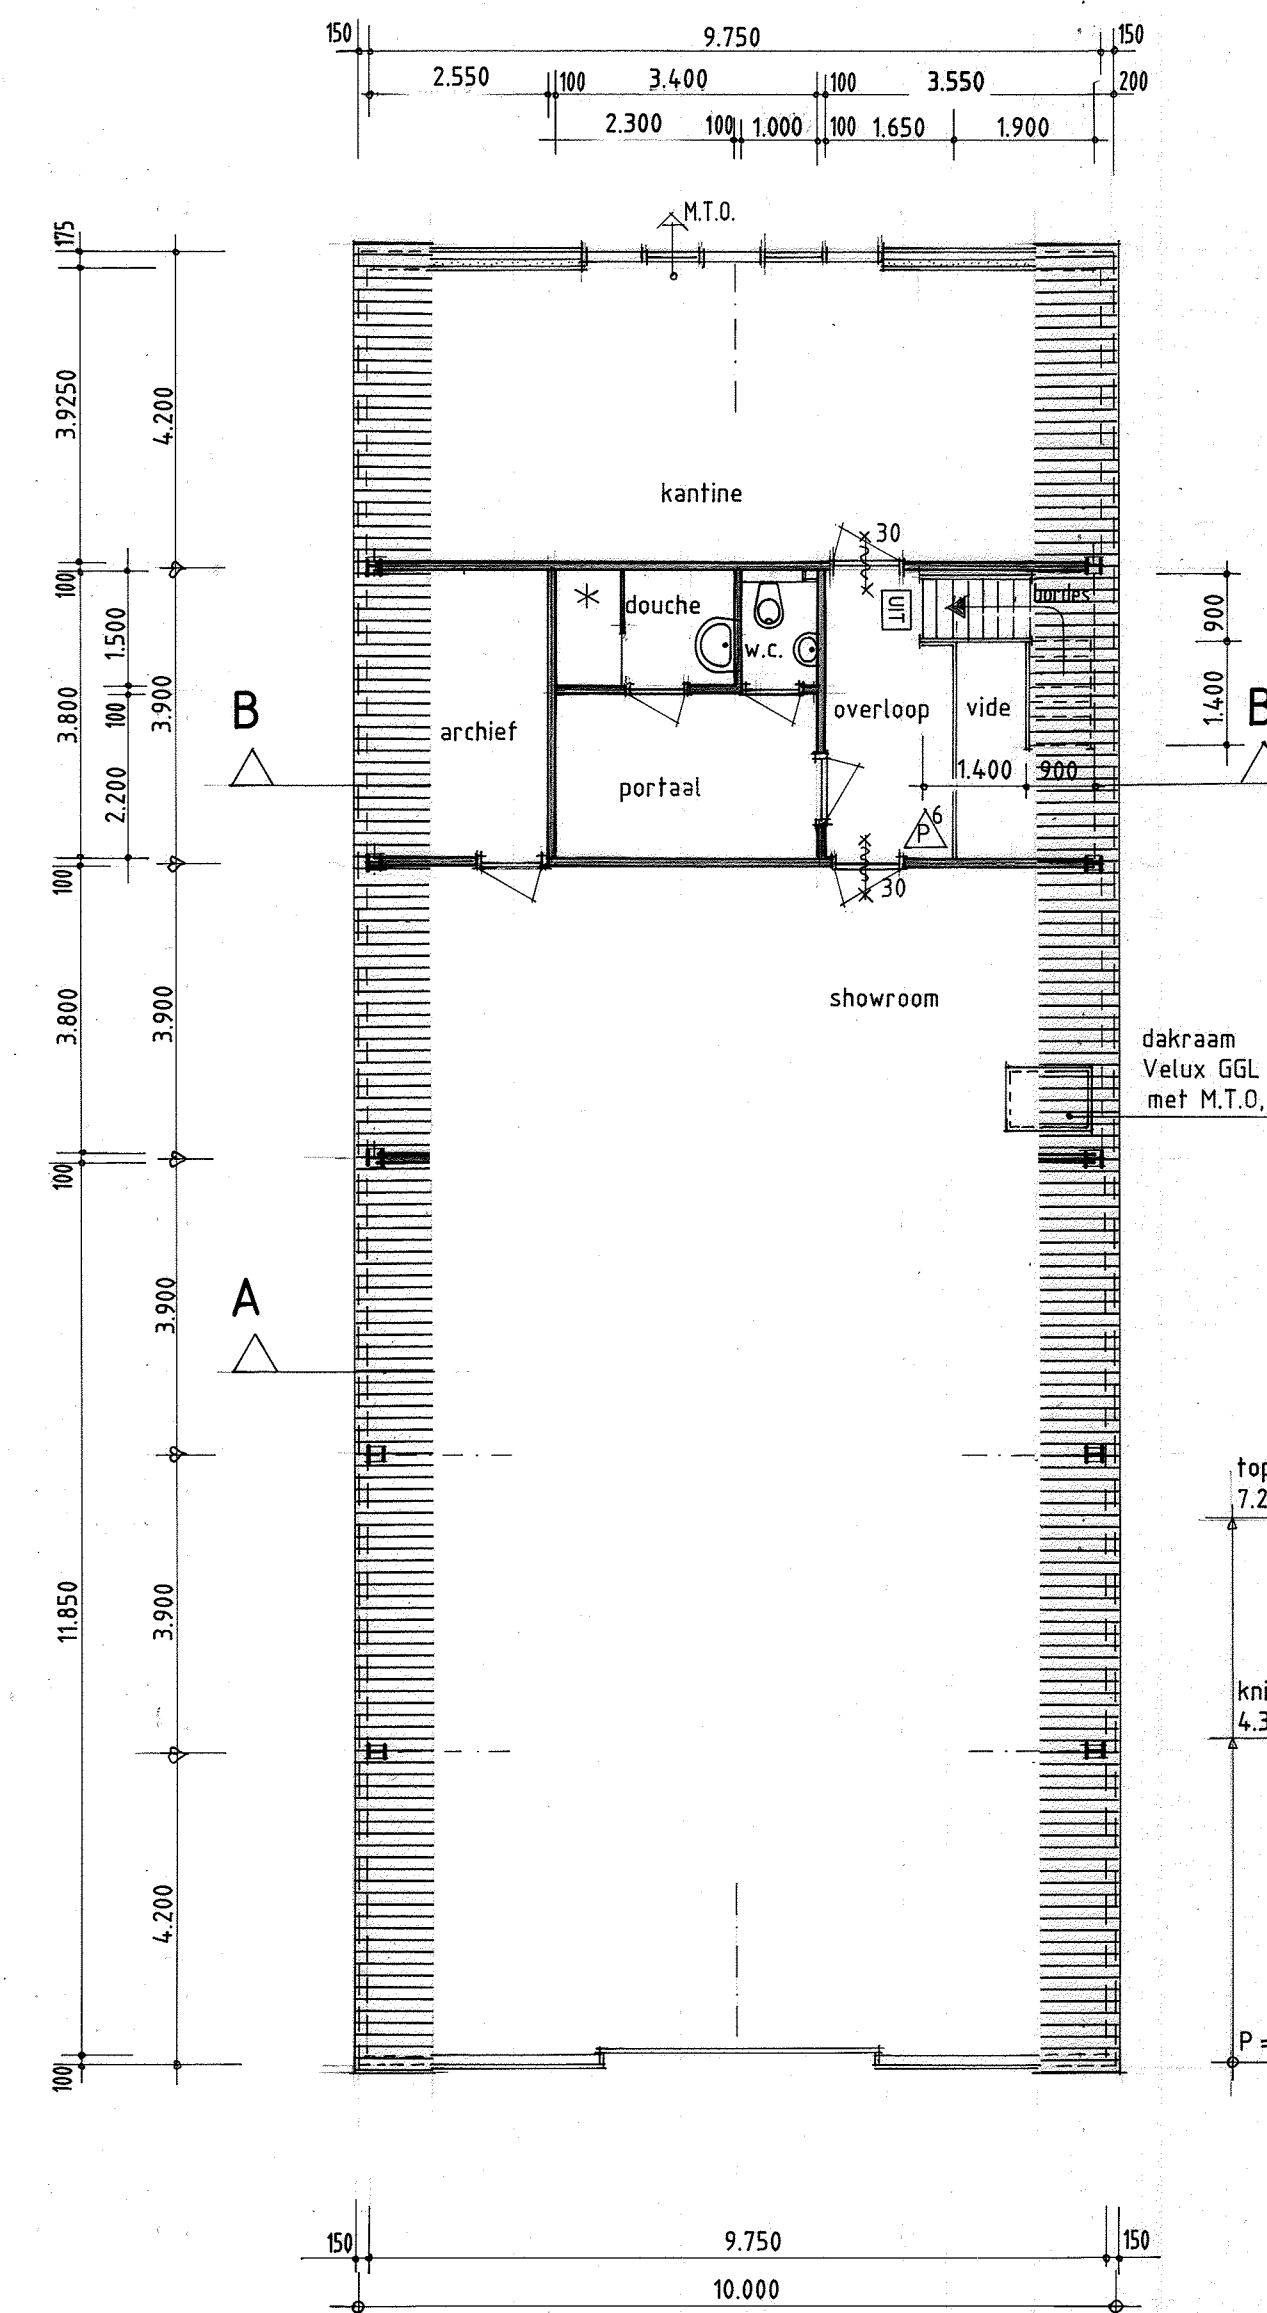 150 9.750 150
2.550 100 3.400 100 3.550 200
2.300 100 1.000 100 1.650 1.900
M.T.O.
175
3.9250
4.200
kantine
30
100
douche
UIT
bordes
900
1.500
w.c.
B
3.800
100
3.900
archief
overloop
vide
1.400
B
portaal
1.400 900
2.200
P 6
100
30
showroom
3.800
3.900
dakraam
Velux GGL
met M.T.O,
100
A
3.900
top
7.2
11.850
3.900
kni
4.3
4.200
P =
100
150 9.750 150
10.000